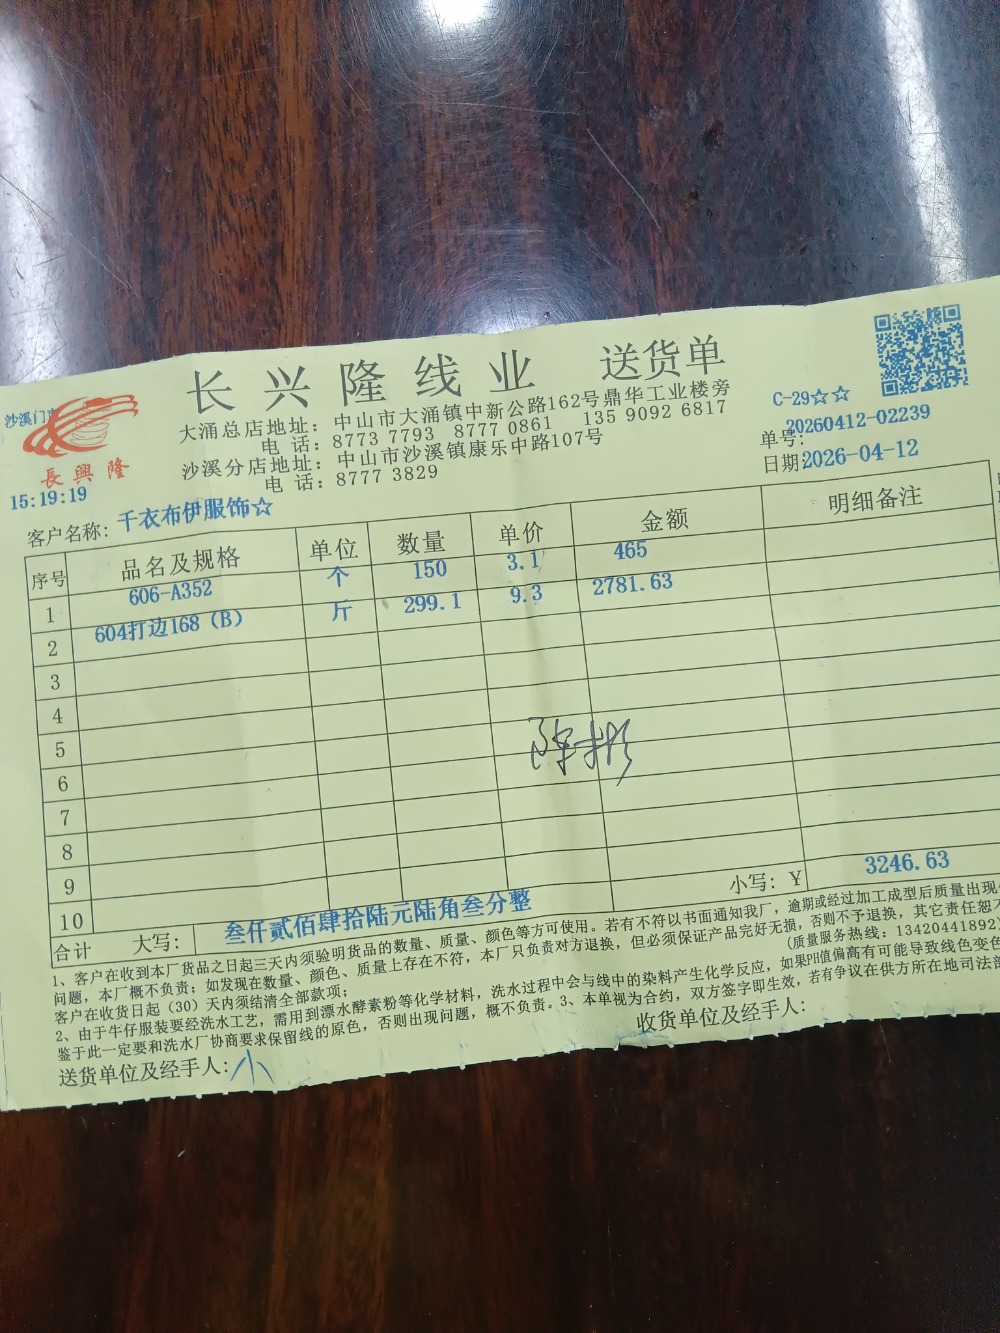 长兴隆线业 送货单
沙溪门市
長興隆
15:19:19
大涌总店地址：中山市大涌镇中新公路162号鼎华工业楼旁
电 话：8773 7793 8777 0861 135 9092 6817
沙溪分店地址：中山市沙溪镇康乐中路107号
电 话：8777 3829
C-29☆☆
单号：20260412-02239
日期2026-04-12
客户名称：千衣布伊服饰☆
序号 品名及规格 单位 数量 单价 金额 明细备注
1 606-A352 个 150 3.1 465
2 604打边168（B） 斤 299.1 9.3 2781.63
3
4
5
6
7
8
9
10
陈彬
合计 大写： 叁仟贰佰肆拾陆元陆角叁分整 小写：￥ 3246.63
1、客户在收到本厂货品之日起三天内须验明货品的数量、质量、颜色等方可使用。若有不符以书面通知我厂，逾期或经过加工成型后质量出现
问题，本厂概不负责；如发现在数量、颜色、质量上存在不符，本厂只负责对方退换，但必须保证产品完好无损，否则不予退换，其它责任恕不
客户在收货日起（30）天内须结清全部款项； (质量服务热线：13420441892)
2、由于牛仔服装要经洗水工艺，需用到漂水酵素粉等化学材料，洗水过程中会与线中的染料产生化学反应，如果PH值偏高有可能导致线色变色
鉴于此一定要和洗水厂协商要求保留线的原色，否则出现问题，概不负责。3、本单视为合约，双方签字即生效，若有争议在供方所在地司法部
送货单位及经手人：小 收货单位及经手人：